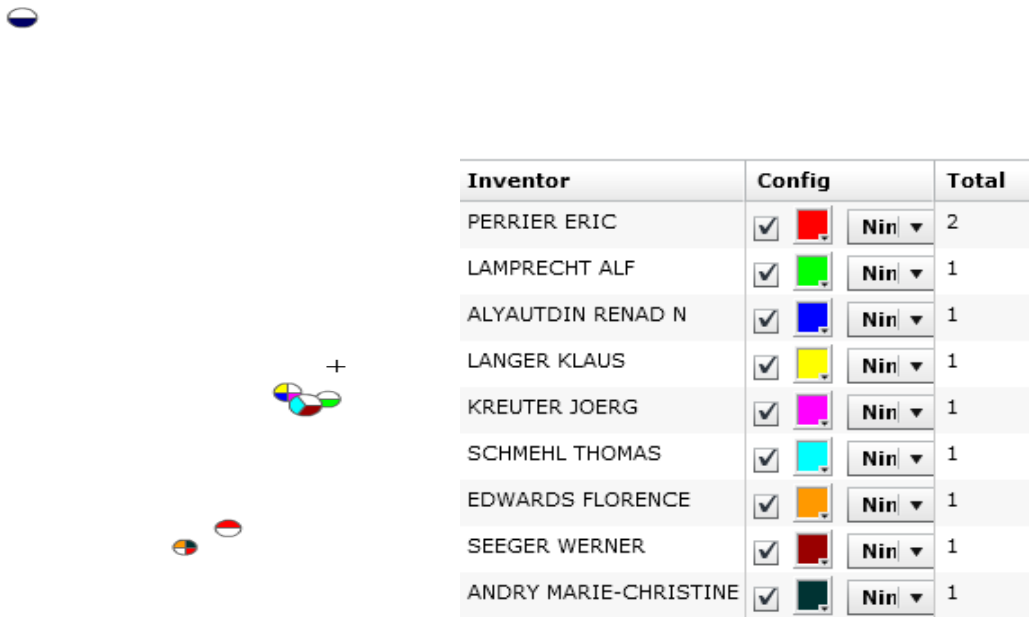 Inventor Config Total
PERRIER ERIC Nin 2
LAMPRECHT ALF Nin 1
ALYAUTDIN RENAD N Nin 1
LANGER KLAUS Nin 1
KREUTER JOERG Nin 1
SCHMEHL THOMAS Nin 1
EDWARDS FLORENCE Nin 1
SEEGER WERNER Nin 1
ANDRY MARIE-CHRISTINE Nin 1